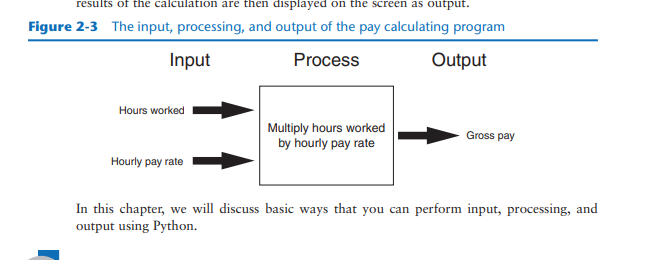 results of the calculation are then displayed on the screen as output.
Figure 2-3 The input, processing, and output of the pay calculating program
Input Process Output
Hours worked
Multiply hours worked
by hourly pay rate
Gross pay
Hourly pay rate
In this chapter, we will discuss basic ways that you can perform input, processing, and
output using Python.